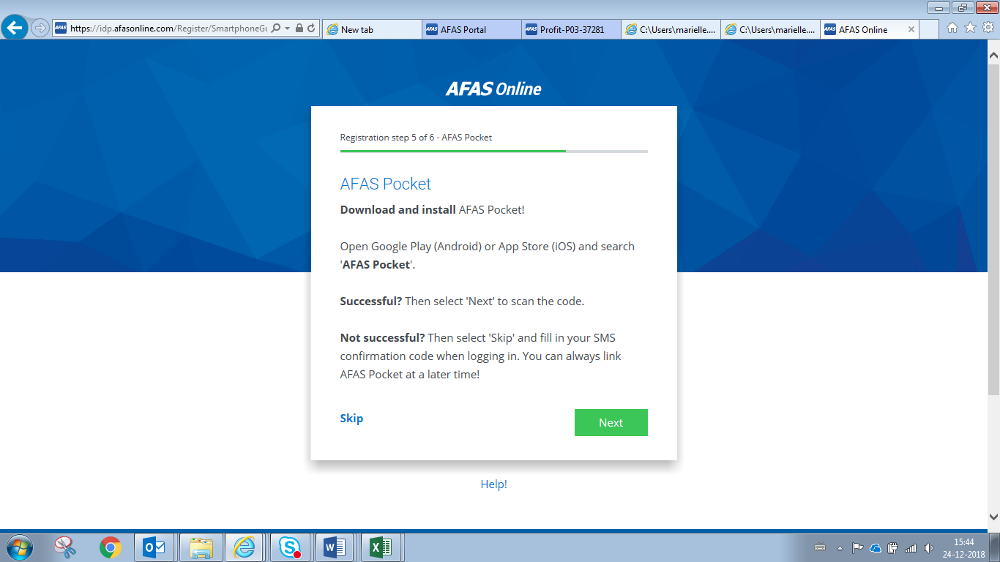 https://idp.afasonline.com/Register/SmartphoneGu
New tab
AFAS Portal
Profit-P03-37281
C:\Users\marielle....
C:\Users\marielle....
AFAS Online
AFAS Online
Registration step 5 of 6 - AFAS Pocket
AFAS Pocket
Download and install AFAS Pocket!
Open Google Play (Android) or App Store (iOS) and search
'AFAS Pocket'.
Successful? Then select 'Next' to scan the code.
Not successful? Then select 'Skip' and fill in your SMS
confirmation code when logging in. You can always link
AFAS Pocket at a later time!
Skip
Next
Help!
15:44
24-12-2018